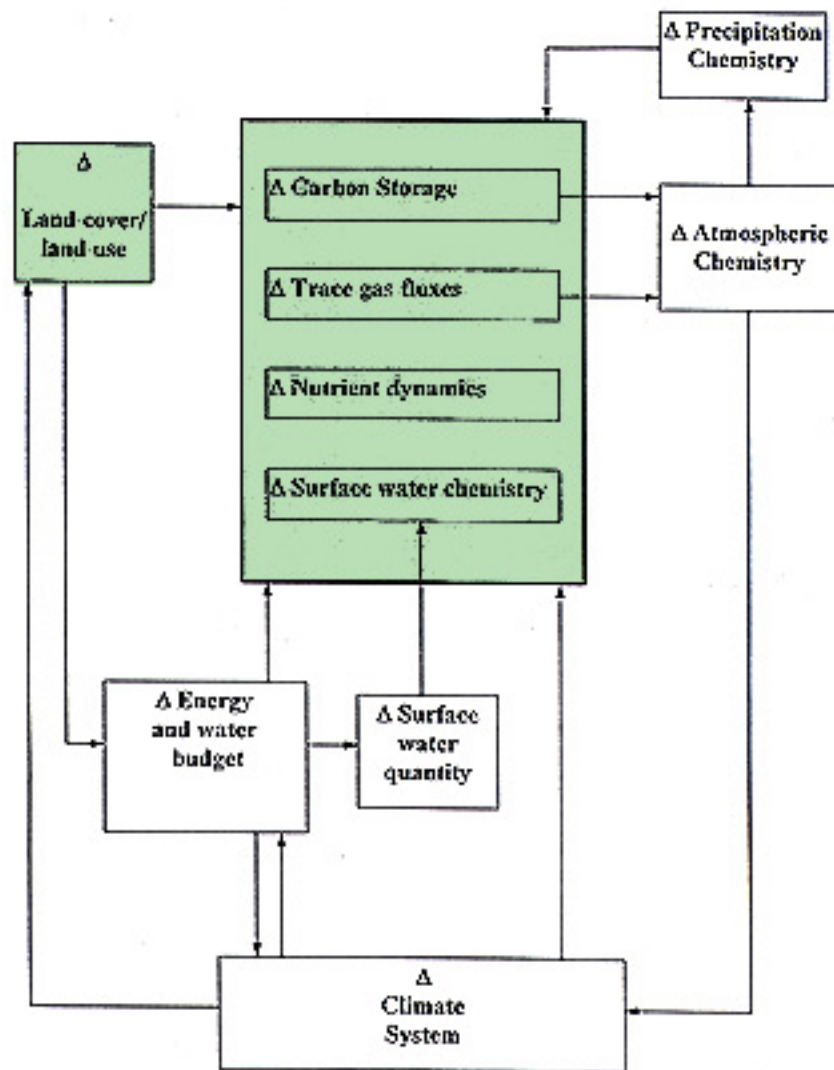 Δ Precipitation
Chemistry
Δ
Land-cover/
land-use
Δ Carbon Storage
Δ Atmospheric
Chemistry
Δ Trace gas fluxes
Δ Nutrient dynamics
Δ Surface water chemistry
Δ Energy
and water
budget
Δ Surface
water
quantity
Δ
Climate
System